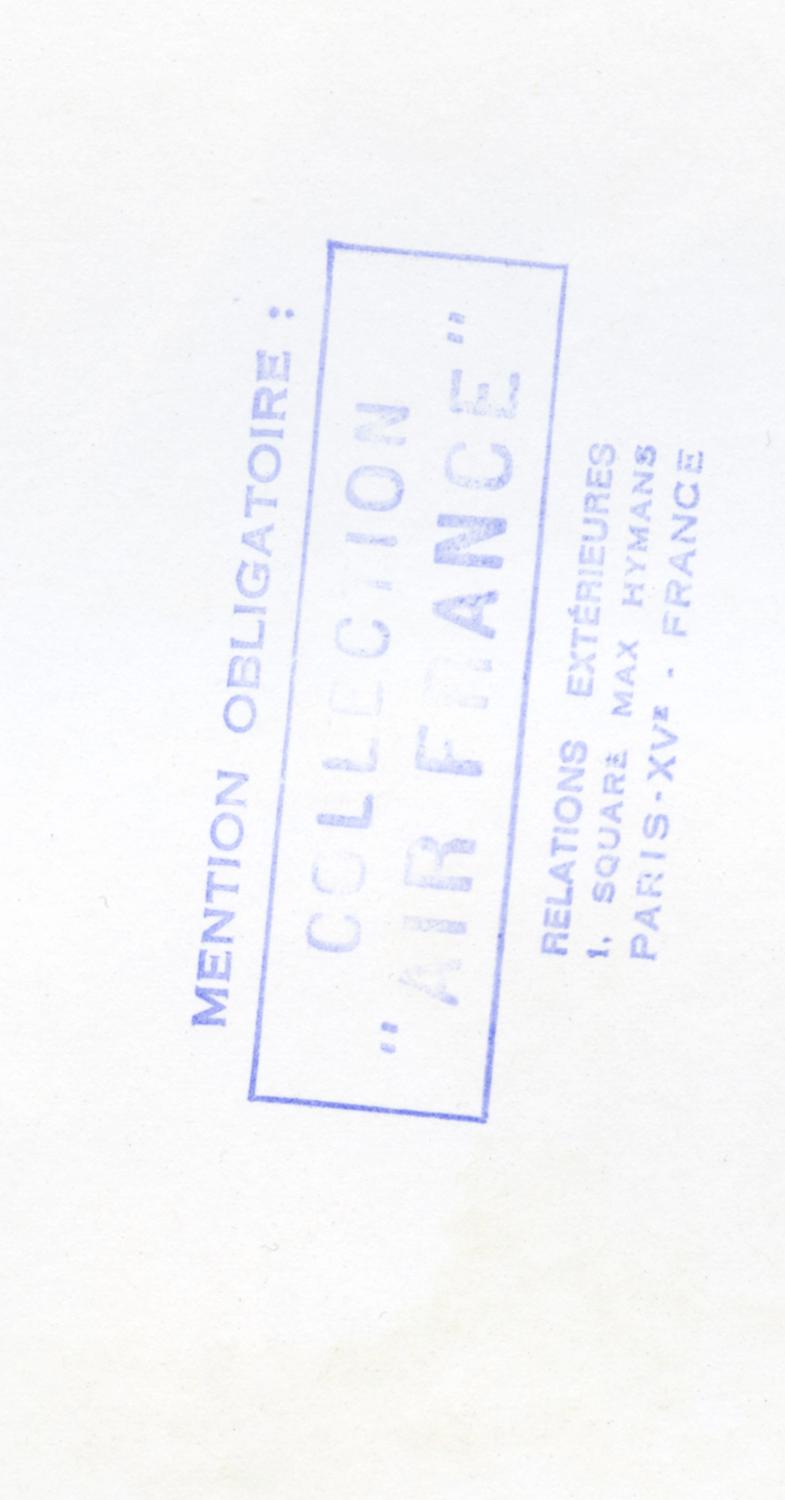 MENTION OBLIGATOIRE :
COLLECTION
"AIR FRANCE"
RELATIONS EXTÉRIEURES
1, SQUARE MAX HYMANS
PARIS-XVᴱ - FRANCE